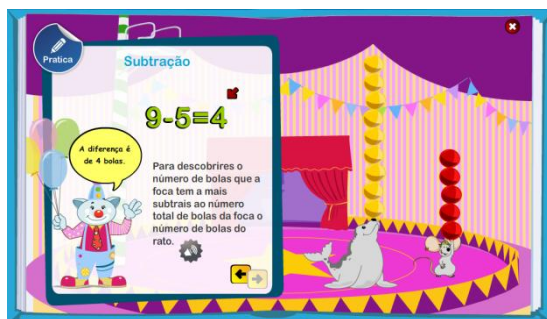 Pratica
Subtração
9-5=4
A diferença é
de 4 bolas.
Para descobrires o
número de bolas que a
foca tem a mais
subtrais ao número
total de bolas da foca o
número de bolas do
rato.